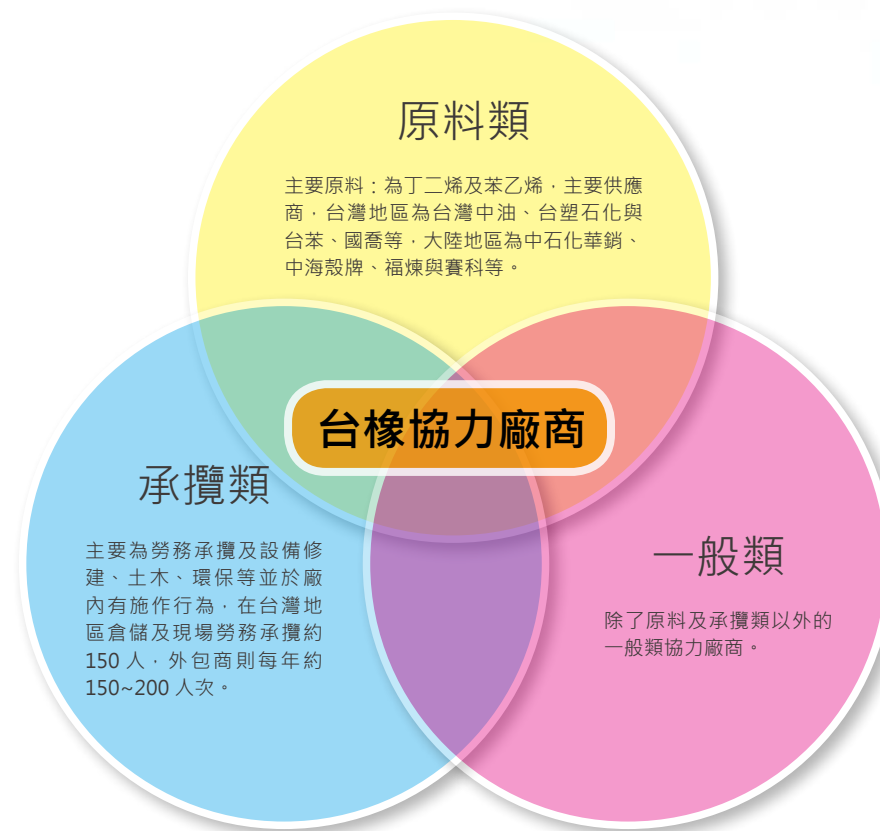 原料類
主要原料：為丁二烯及苯乙烯，主要供應
商，台灣地區為台灣中油、台塑石化與
台苯、國喬等，大陸地區為中石化華銷、
中海殼牌、福煉與賽科等。
台橡協力廠商
承攬類
主要為勞務承攬及設備修
建、土木、環保等並於廠
內有施作行為，在台灣地
區倉儲及現場勞務承攬約
150 人，外包商則每年約
150~200 人次。
一般類
除了原料及承攬類以外的
一般類協力廠商。